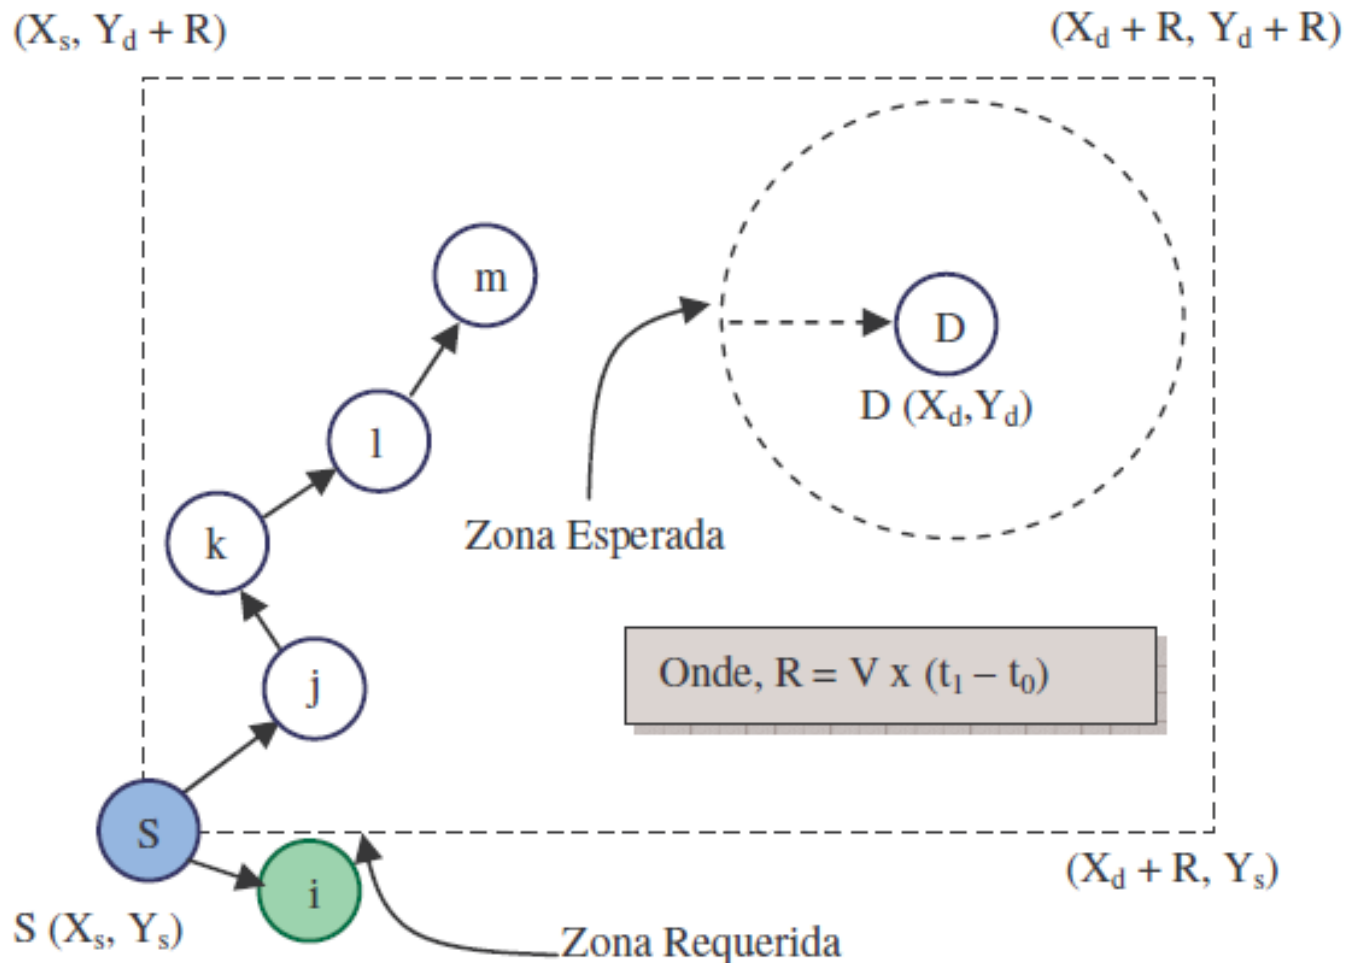 (Xs, Yd + R)
(Xd + R, Yd + R)
m
D
D (Xd,Yd)
l
Zona Esperada
k
j
Onde, R = V x (t1 – t0)
S
i
(Xd + R, Ys)
S (Xs, Ys)
Zona Requerida